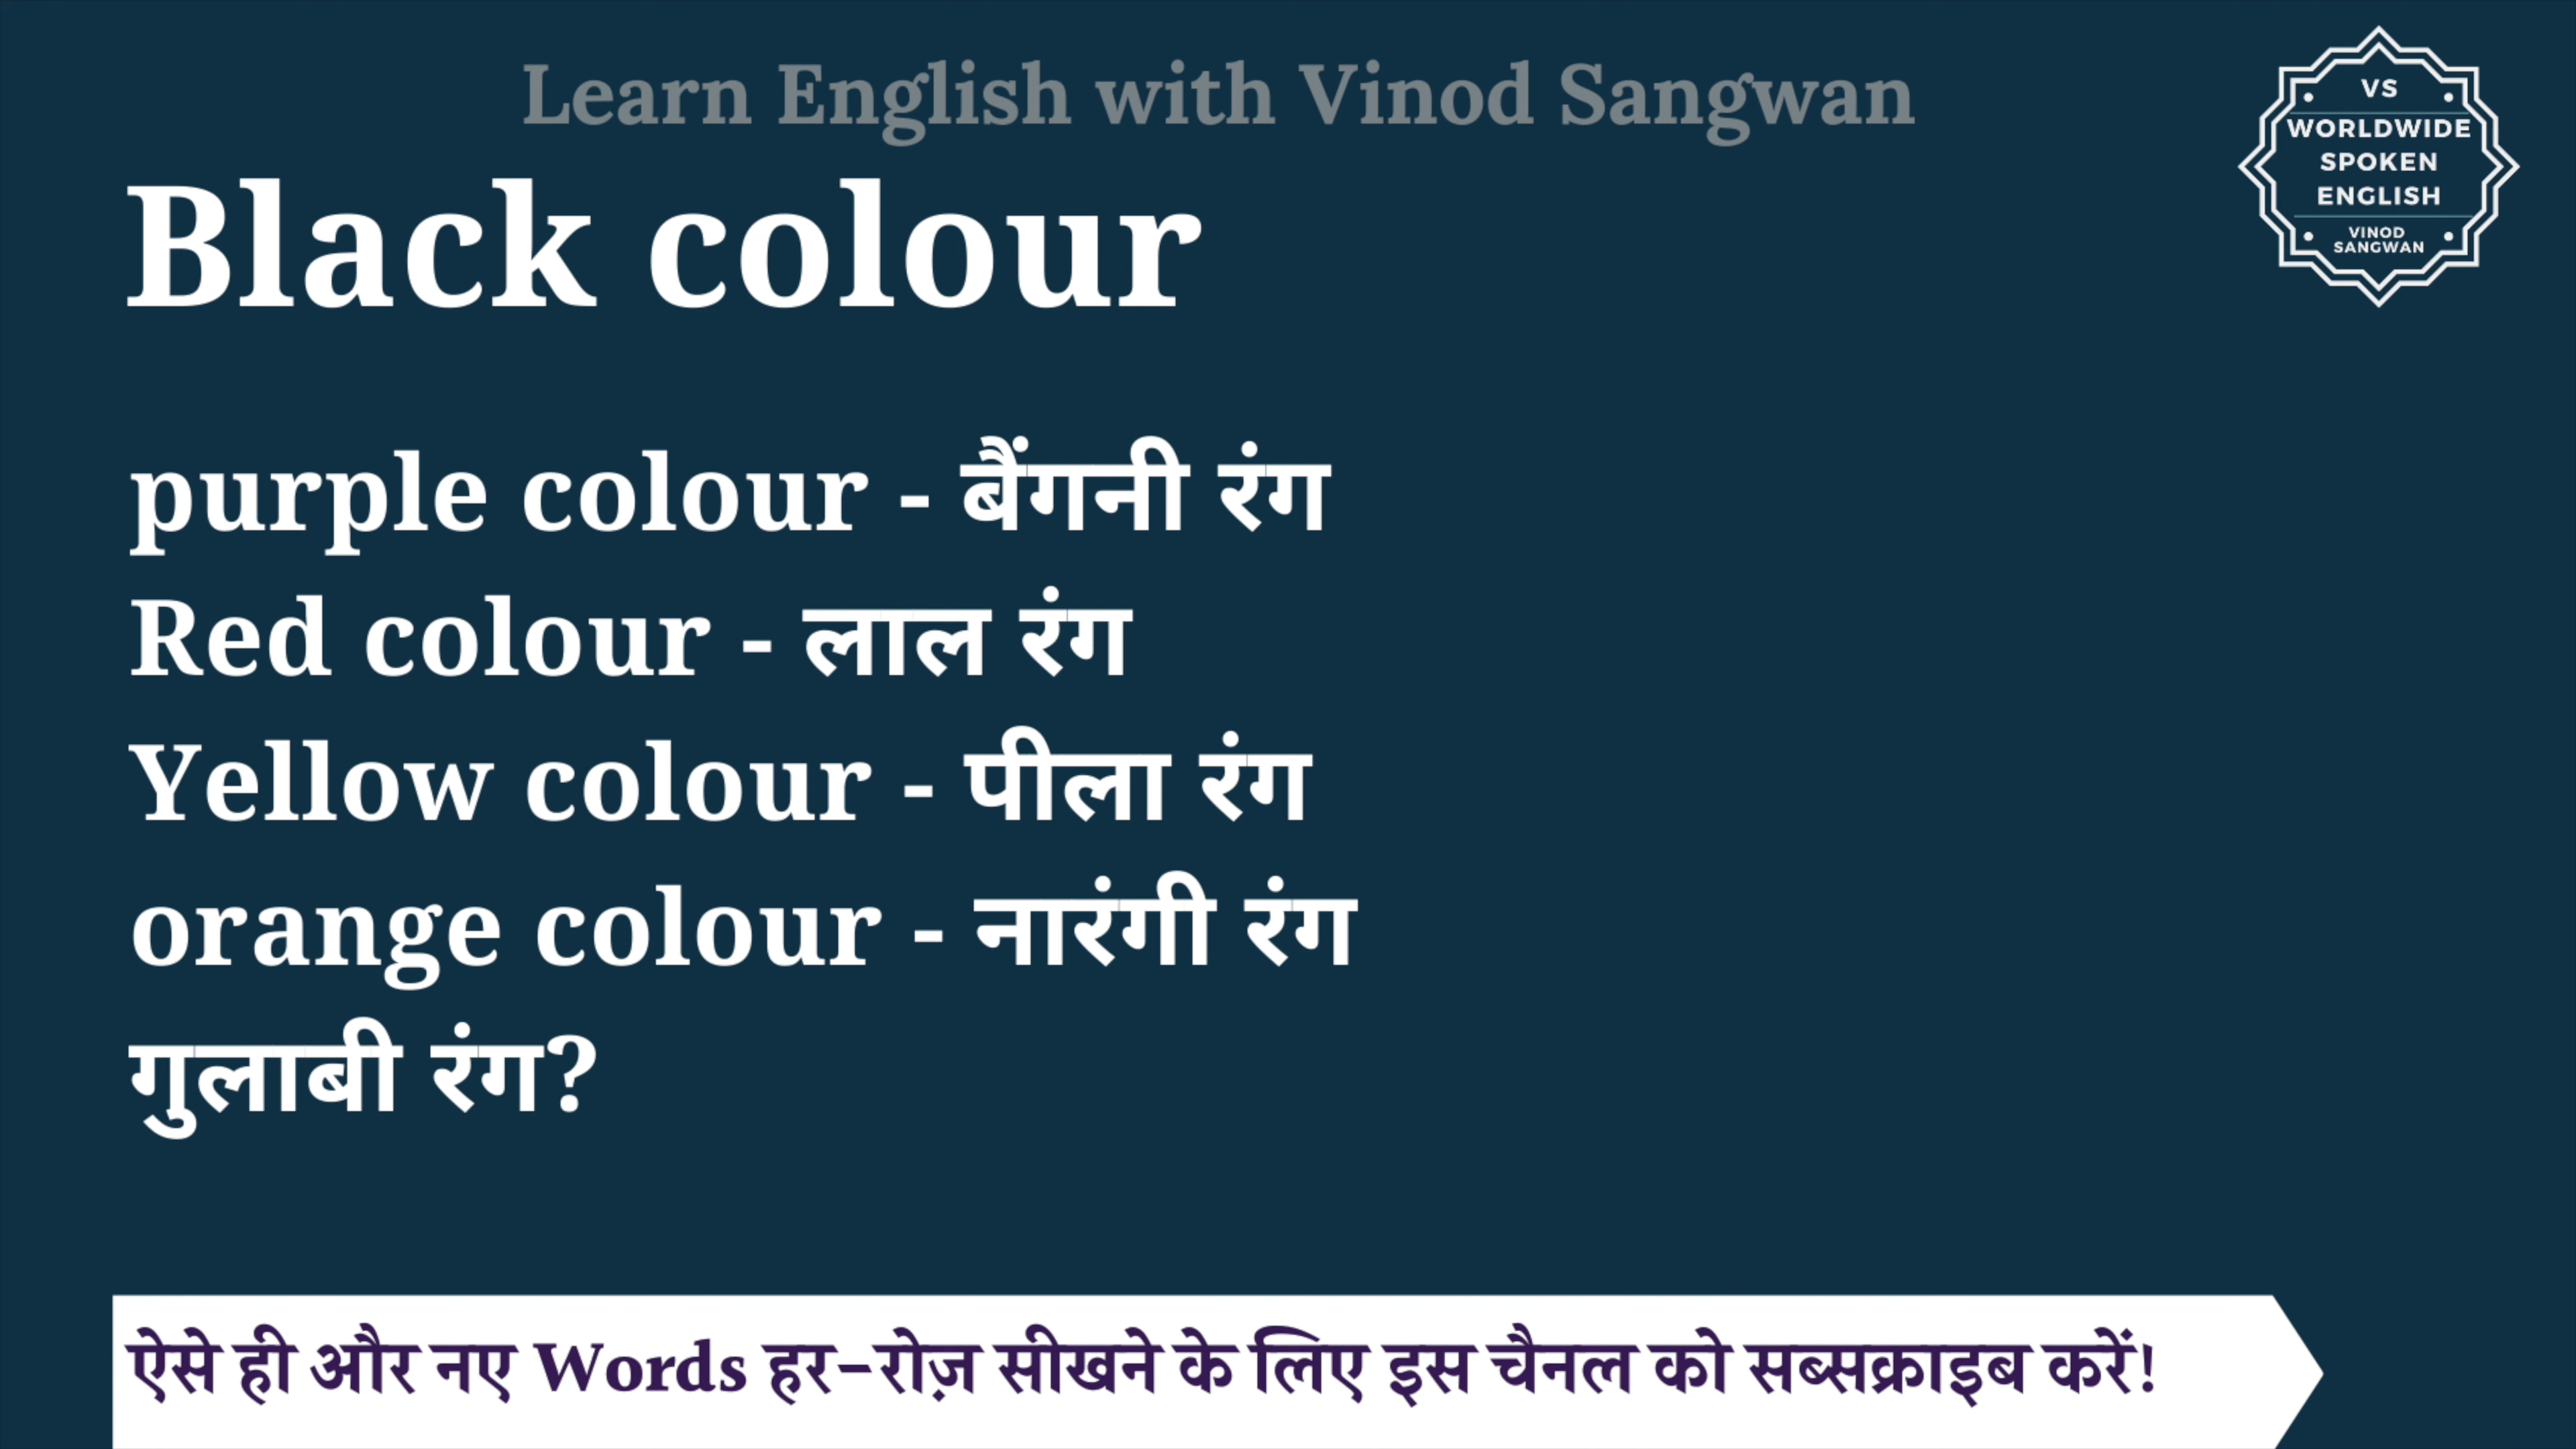 Learn English with Vinod Sangwan
VS
WORLDWIDE
SPOKEN
ENGLISH
VINOD
SANGWAN
Black colour
purple colour - बैंगनी रंग
Red colour - लाल रंग
Yellow colour - पीला रंग
orange colour - नारंगी रंग
गुलाबी रंग?
ऐसे ही और नए Words हर-रोज़ सीखने के लिए इस चैनल को सब्सक्राइब करें!